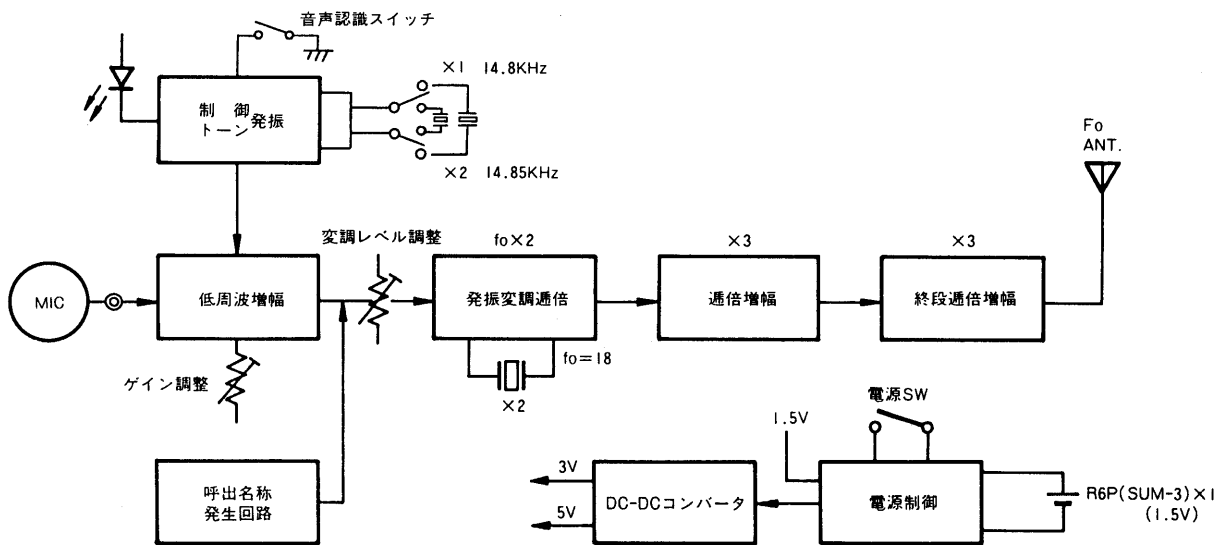 音声認識スイッチ
×1 14.8KHz
制 御
トーン発振
×2 14.85KHz
Fo
ANT.
変調レベル調整
fo×2
×3
×3
MIC
低周波増幅
発振変調逓倍
逓倍増幅
終段逓倍増幅
fo=18
ゲイン調整
×2
電源SW
1.5V
呼出名称
発生回路
3V
5V
DC-DCコンバータ
電源制御
R6P(SUM-3)×1
(1.5V)